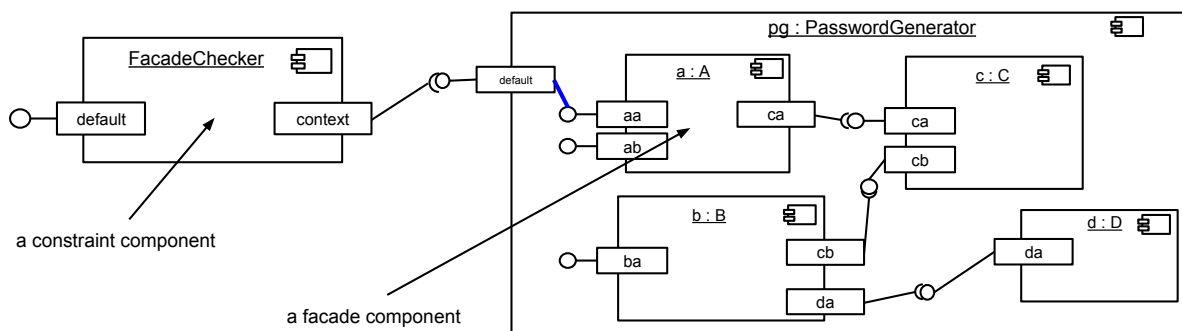 pg : PasswordGenerator
FacadeChecker
default
context
default
a : A
aa
ab
ca
c : C
ca
cb
b : B
ba
cb
da
d : D
da
a constraint component
a facade component